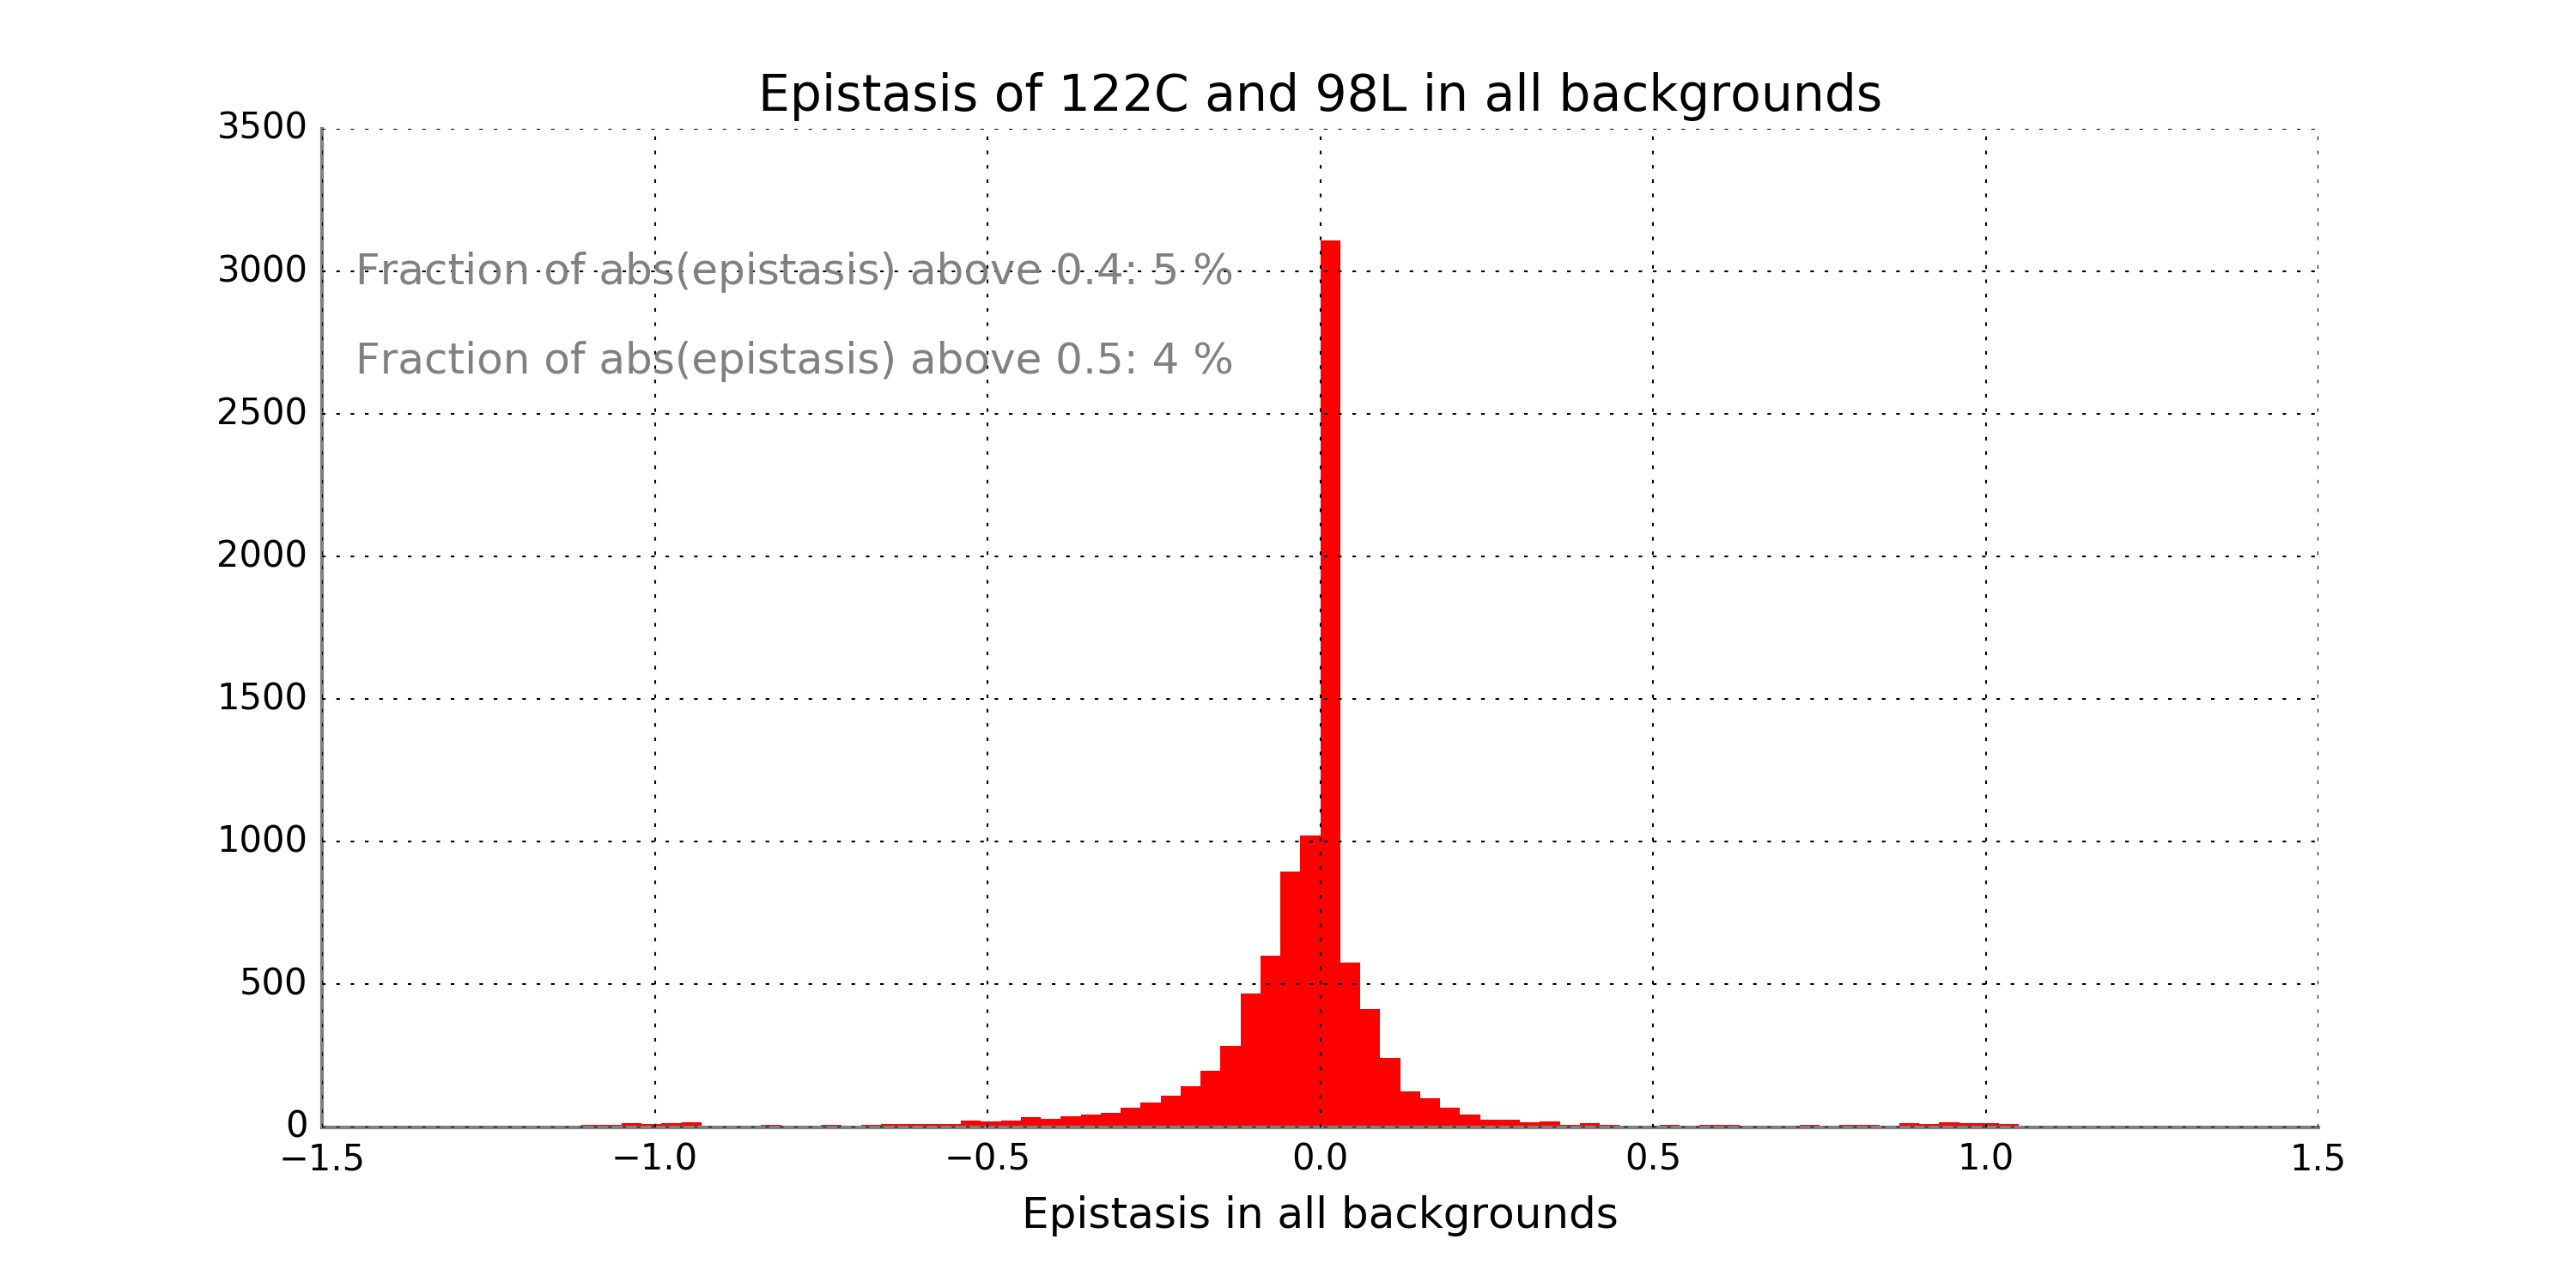 Epistasis of 122C and 98L in all backgrounds
3500
3000
Fraction of abs(epistasis) above 0.4: 5 %
Fraction of abs(epistasis) above 0.5: 4 %
2500
2000
1500
1000
500
0
−1.5 −1.0 −0.5 0.0 0.5 1.0 1.5
Epistasis in all backgrounds